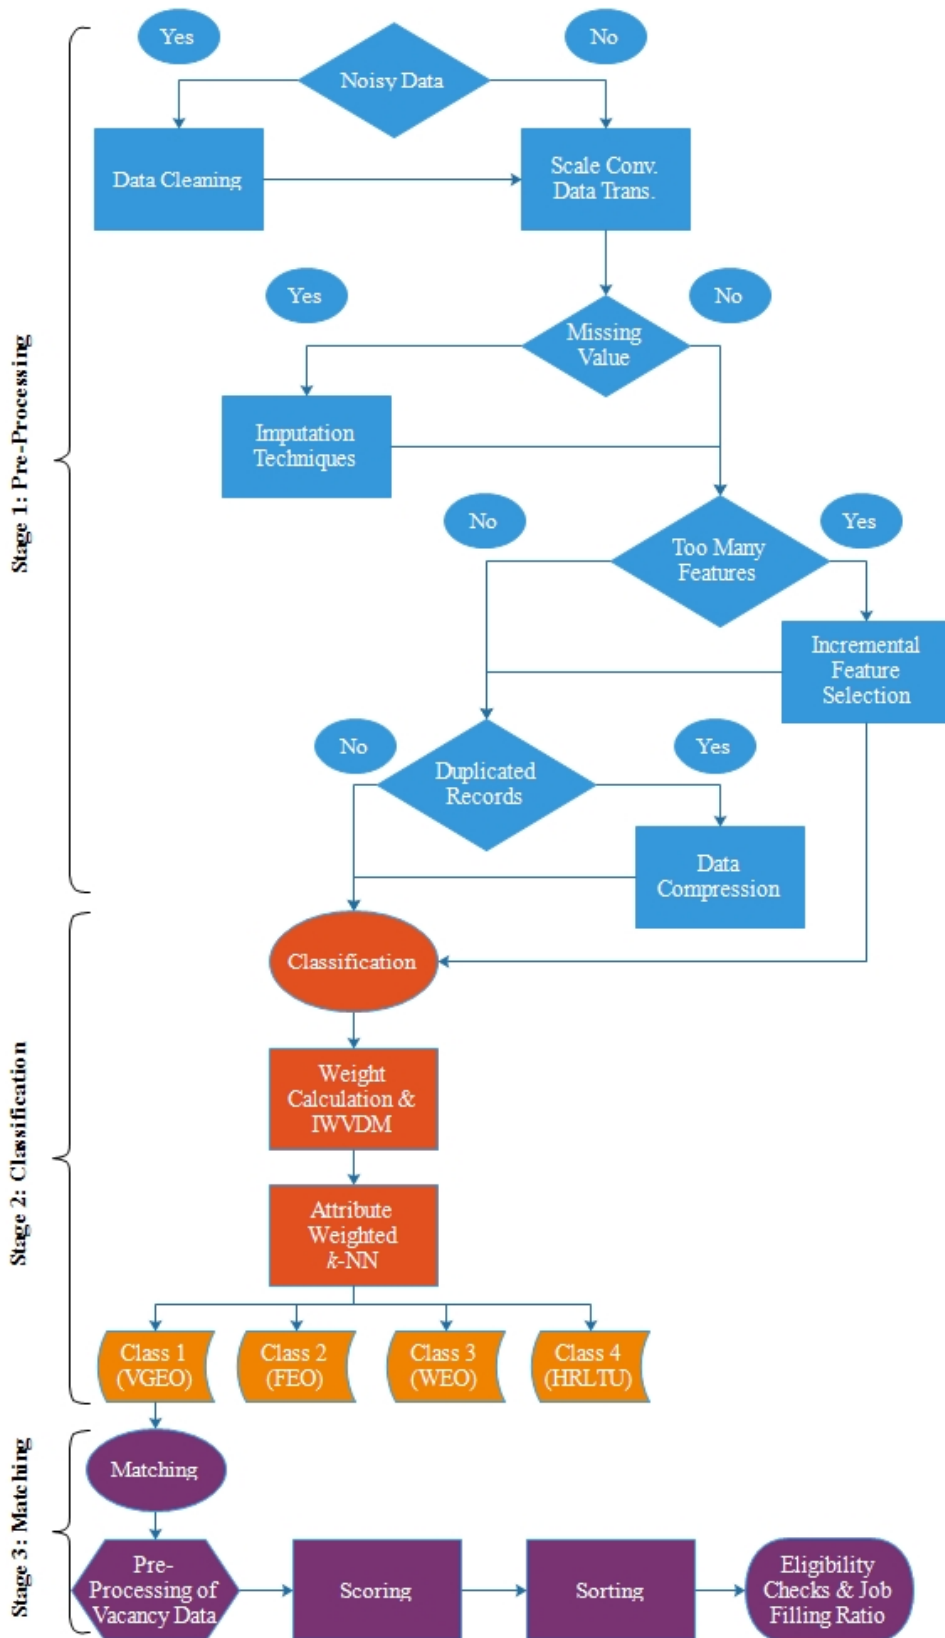 Yes
No
Noisy Data
Data Cleaning
Scale Conv.
Data Trans.
Yes
No
Missing
Value
Imputation
Techniques
No
Yes
Too Many
Features
Incremental
Feature
Selection
No
Yes
Duplicated
Records
Data
Compression
Stage 1: Pre-Processing
Classification
Weight
Calculation &
IWVDM
Attribute
Weighted
k-NN
Class 1
(VGEO)
Class 2
(FEO)
Class 3
(WEO)
Class 4
(HRLTU)
Stage 2: Classification
Matching
Pre-
Processing of
Vacancy Data
Scoring
Sorting
Eligibility
Checks & Job
Filling Ratio
Stage 3: Matching